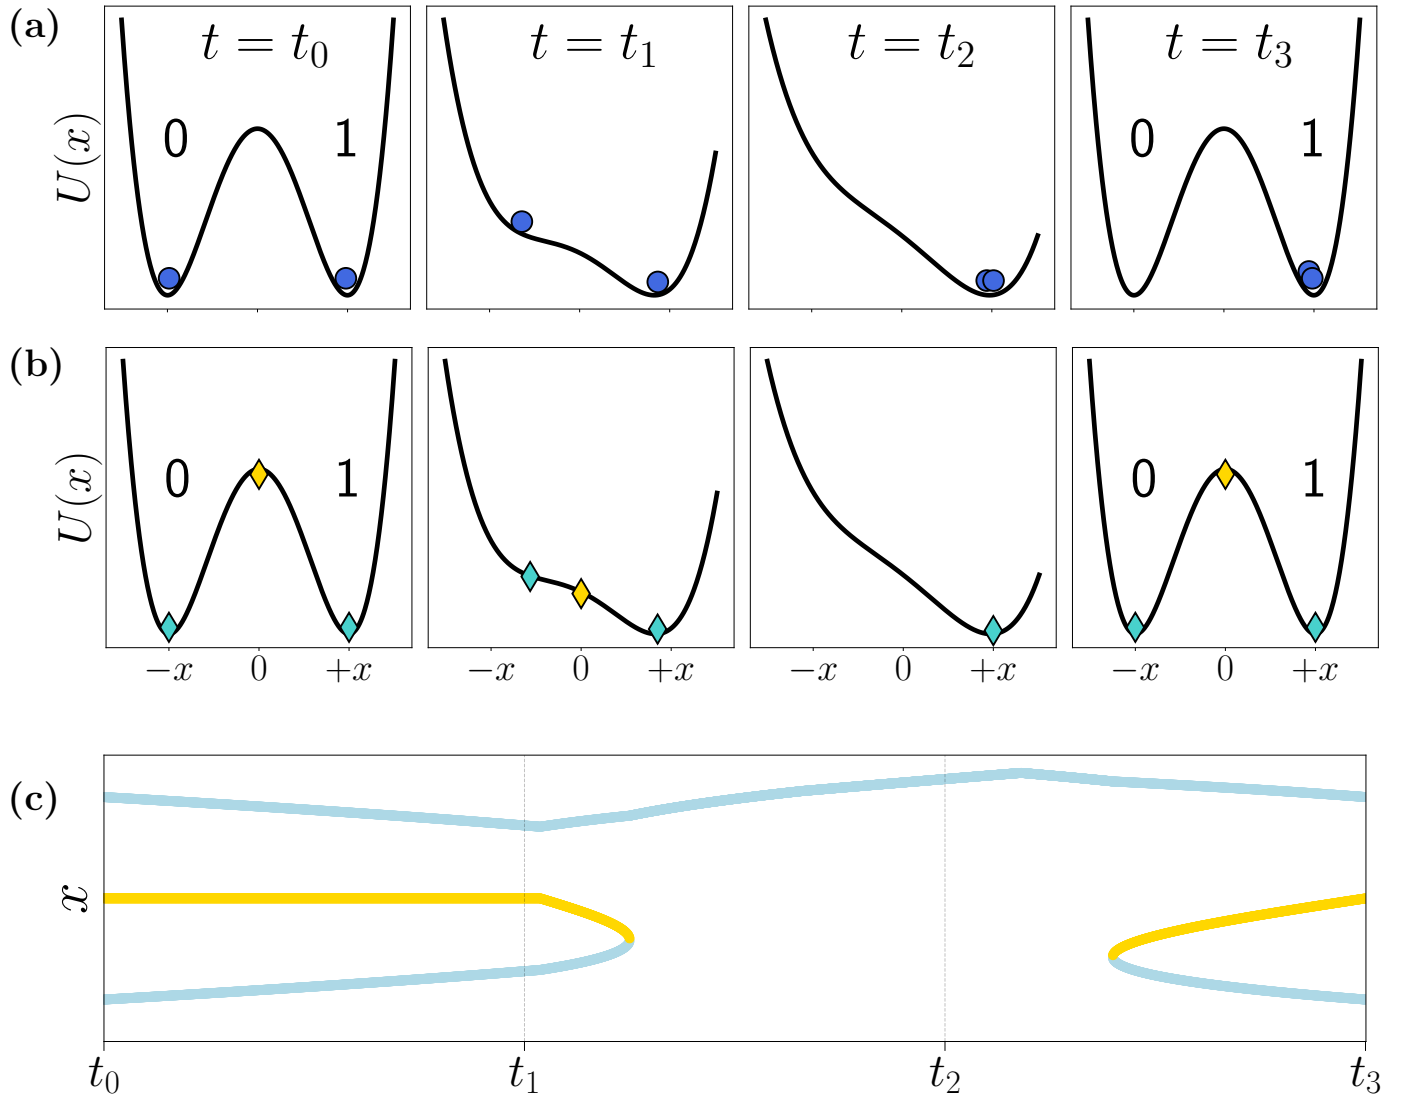 (a)
t = t₀
t = t₁
t = t₂
t = t₃
U(x)
0 1
0 1
(b)
U(x)
0 1
0 1
−x 0 +x
−x 0 +x
−x 0 +x
−x 0 +x
(c)
x
t₀ t₁ t₂ t₃